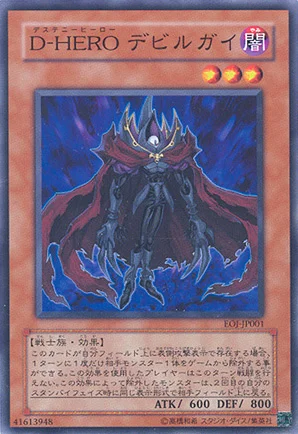 デステニーヒーロー
D-HERO デビルガイ
闇
やみ
EOJ-JP001
【戦士族・効果】
このカードが自分フィールド上に表側攻撃表示で存在する場合、
1ターンに1度だけ相手モンスター1体をゲームから除外する事が
できる。この効果を使用したプレイヤーはこのターン戦闘を行
えない。この効果によって除外したモンスターは、2回目の自分の
スタンバイフェイズ時に同じ表示形式で相手フィールド上に戻る。
ATK/ 600 DEF/ 800
41613948
©高橋和希 スタジオ・ダイス/集英社